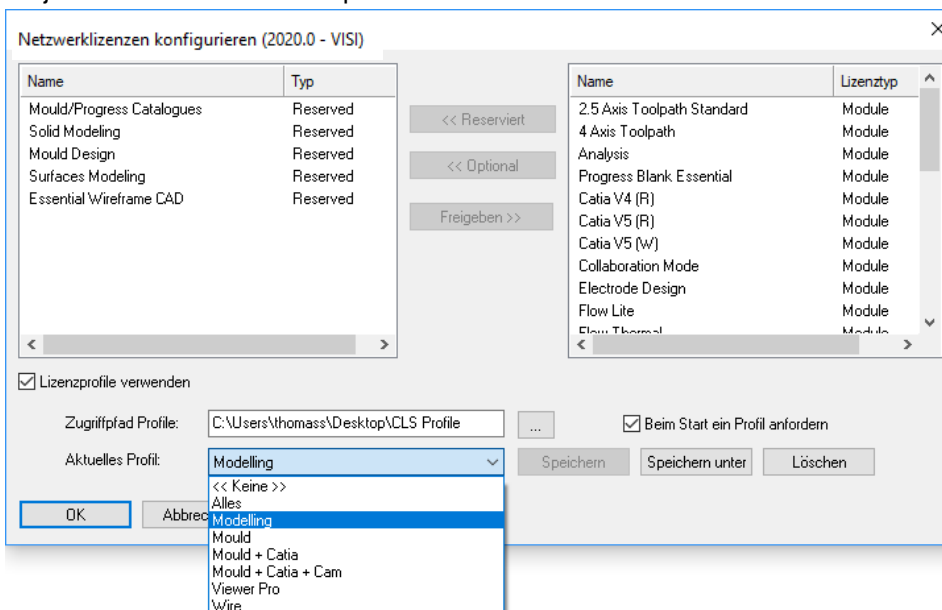 Netzwerklizenzen konfigurieren (2020.0 - VISI)
Name Typ
Mould/Progress Catalogues Reserved
Solid Modeling Reserved
Mould Design Reserved
Surfaces Modeling Reserved
Essential Wireframe CAD Reserved
<< Reserviert
<< Optional
Freigeben >>
Name Lizenztyp
2.5 Axis Toolpath Standard Module
4 Axis Toolpath Module
Analysis Module
Progress Blank Essential Module
Catia V4 (R) Module
Catia V5 (R) Module
Catia V5 (W) Module
Collaboration Mode Module
Electrode Design Module
Flow Lite Module
Flow Thermal Module
Lizenzprofile verwenden
Zugriffpfad Profile: C:\Users\thomass\Desktop\CLS Profile ... Beim Start ein Profil anfordern
Aktuelles Profil: Modelling Speichern Speichern unter Löschen
<< Keine >>
Alles
Modelling
Mould
Mould + Catia
Mould + Catia + Cam
Viewer Pro
Wire
OK Abbrec